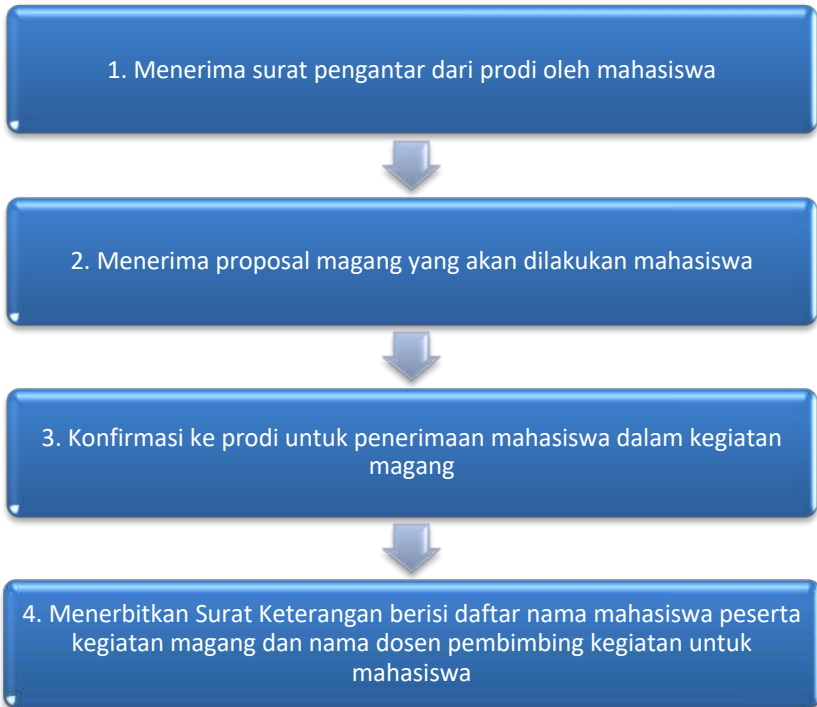 1. Menerima surat pengantar dari prodi oleh mahasiswa
2. Menerima proposal magang yang akan dilakukan mahasiswa
3. Konfirmasi ke prodi untuk penerimaan mahasiswa dalam kegiatan
magang
4. Menerbitkan Surat Keterangan berisi daftar nama mahasiswa peserta
kegiatan magang dan nama dosen pembimbing kegiatan untuk
mahasiswa